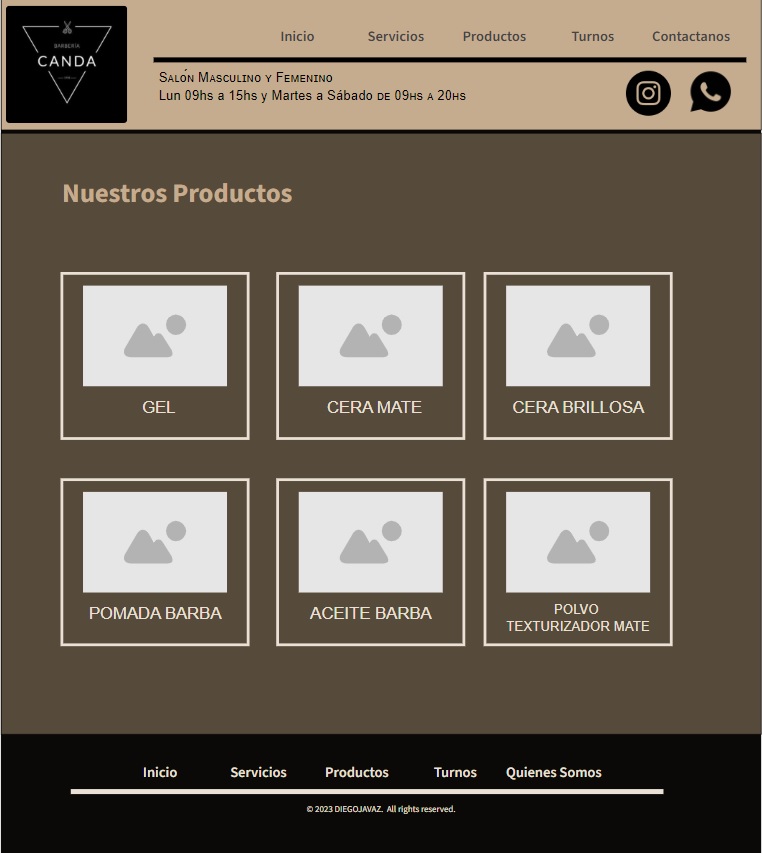 Inicio Servicios Productos Turnos Contactanos
BARBERÍA
CANDA
Salón Masculino y Femenino
Lun 09hs a 15hs y Martes a Sábado de 09hs a 20hs
Nuestros Productos
GEL CERA MATE CERA BRILLOSA
POMADA BARBA ACEITE BARBA POLVO
TEXTURIZADOR MATE
Inicio Servicios Productos Turnos Quienes Somos
© 2023 DIEGOJAVAZ. All rights reserved.